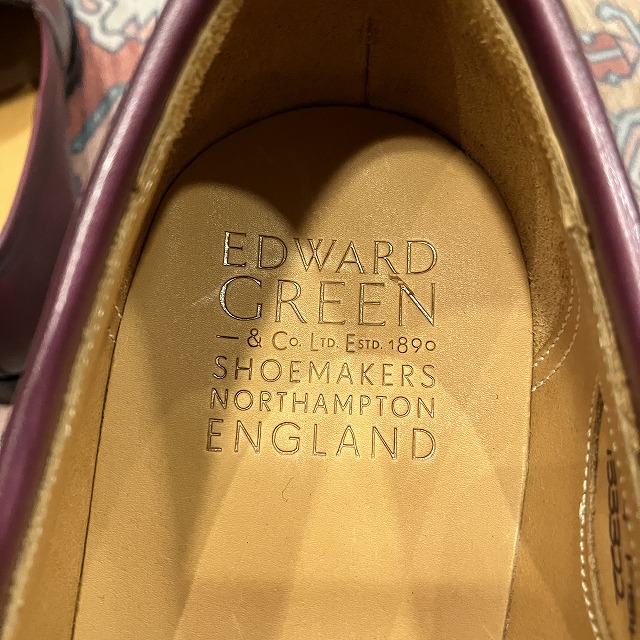 EDWARD
GREEN
— & Co. LTD. ESTD. 1890
SHOEMAKERS
NORTHAMPTON
ENGLAND